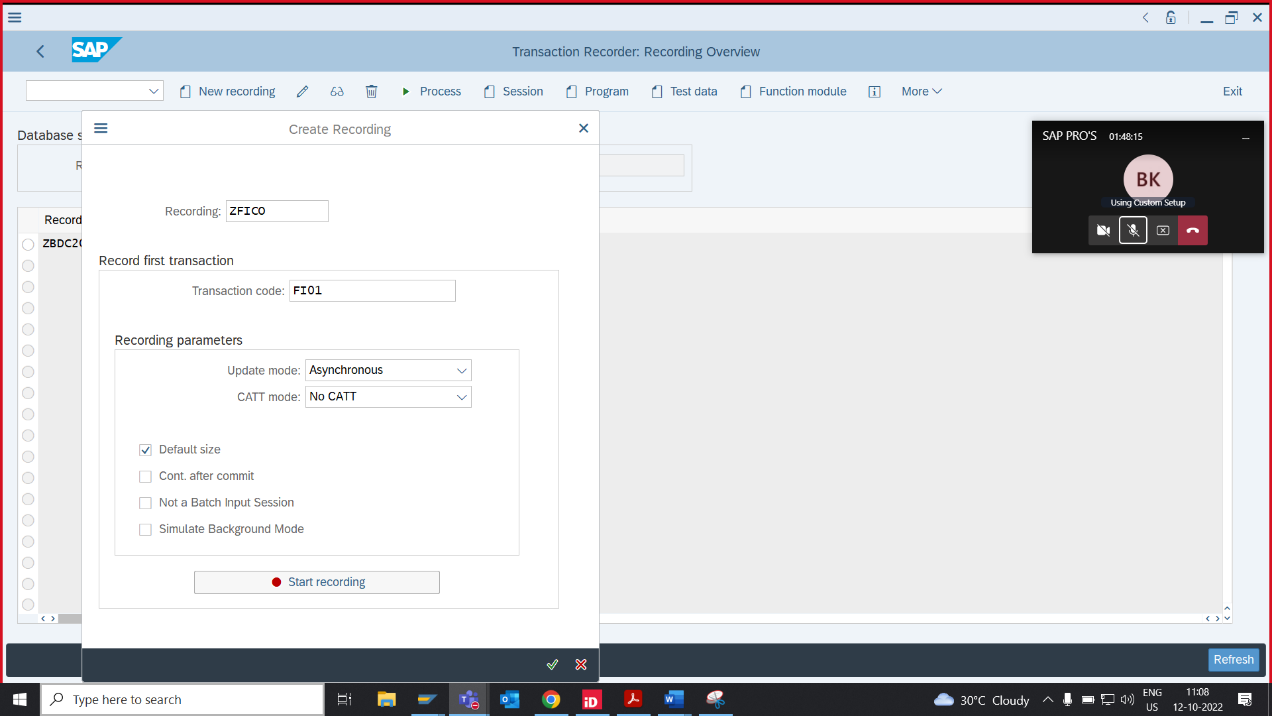 SAP
Transaction Recorder: Recording Overview
New recording
Process
Session
Program
Test data
Function module
More
Exit
Database s
R
Create Recording
Recording: ZFICO
Record first transaction
Transaction code: FI01
Recording parameters
Update mode: Asynchronous
CATT mode: No CATT
Default size
Cont. after commit
Not a Batch Input Session
Simulate Background Mode
Start recording
Record
ZBDC2
SAP PRO'S 01:48:15
BK
Using Custom Setup
Refresh
Type here to search
iD
30°C Cloudy
ENG
US
11:08
12-10-2022